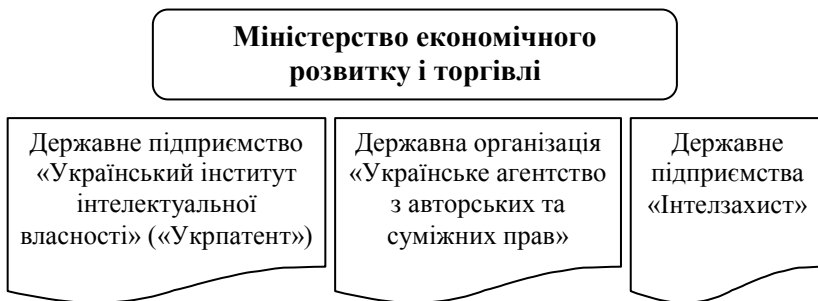 Міністерство економічного
розвитку і торгівлі
Державне підприємство
«Український інститут
інтелектуальної
власності» («Укрпатент»)
Державна організація
«Українське агентство
з авторських та
суміжних прав»
Державне
підприємства
«Інтелзахист»